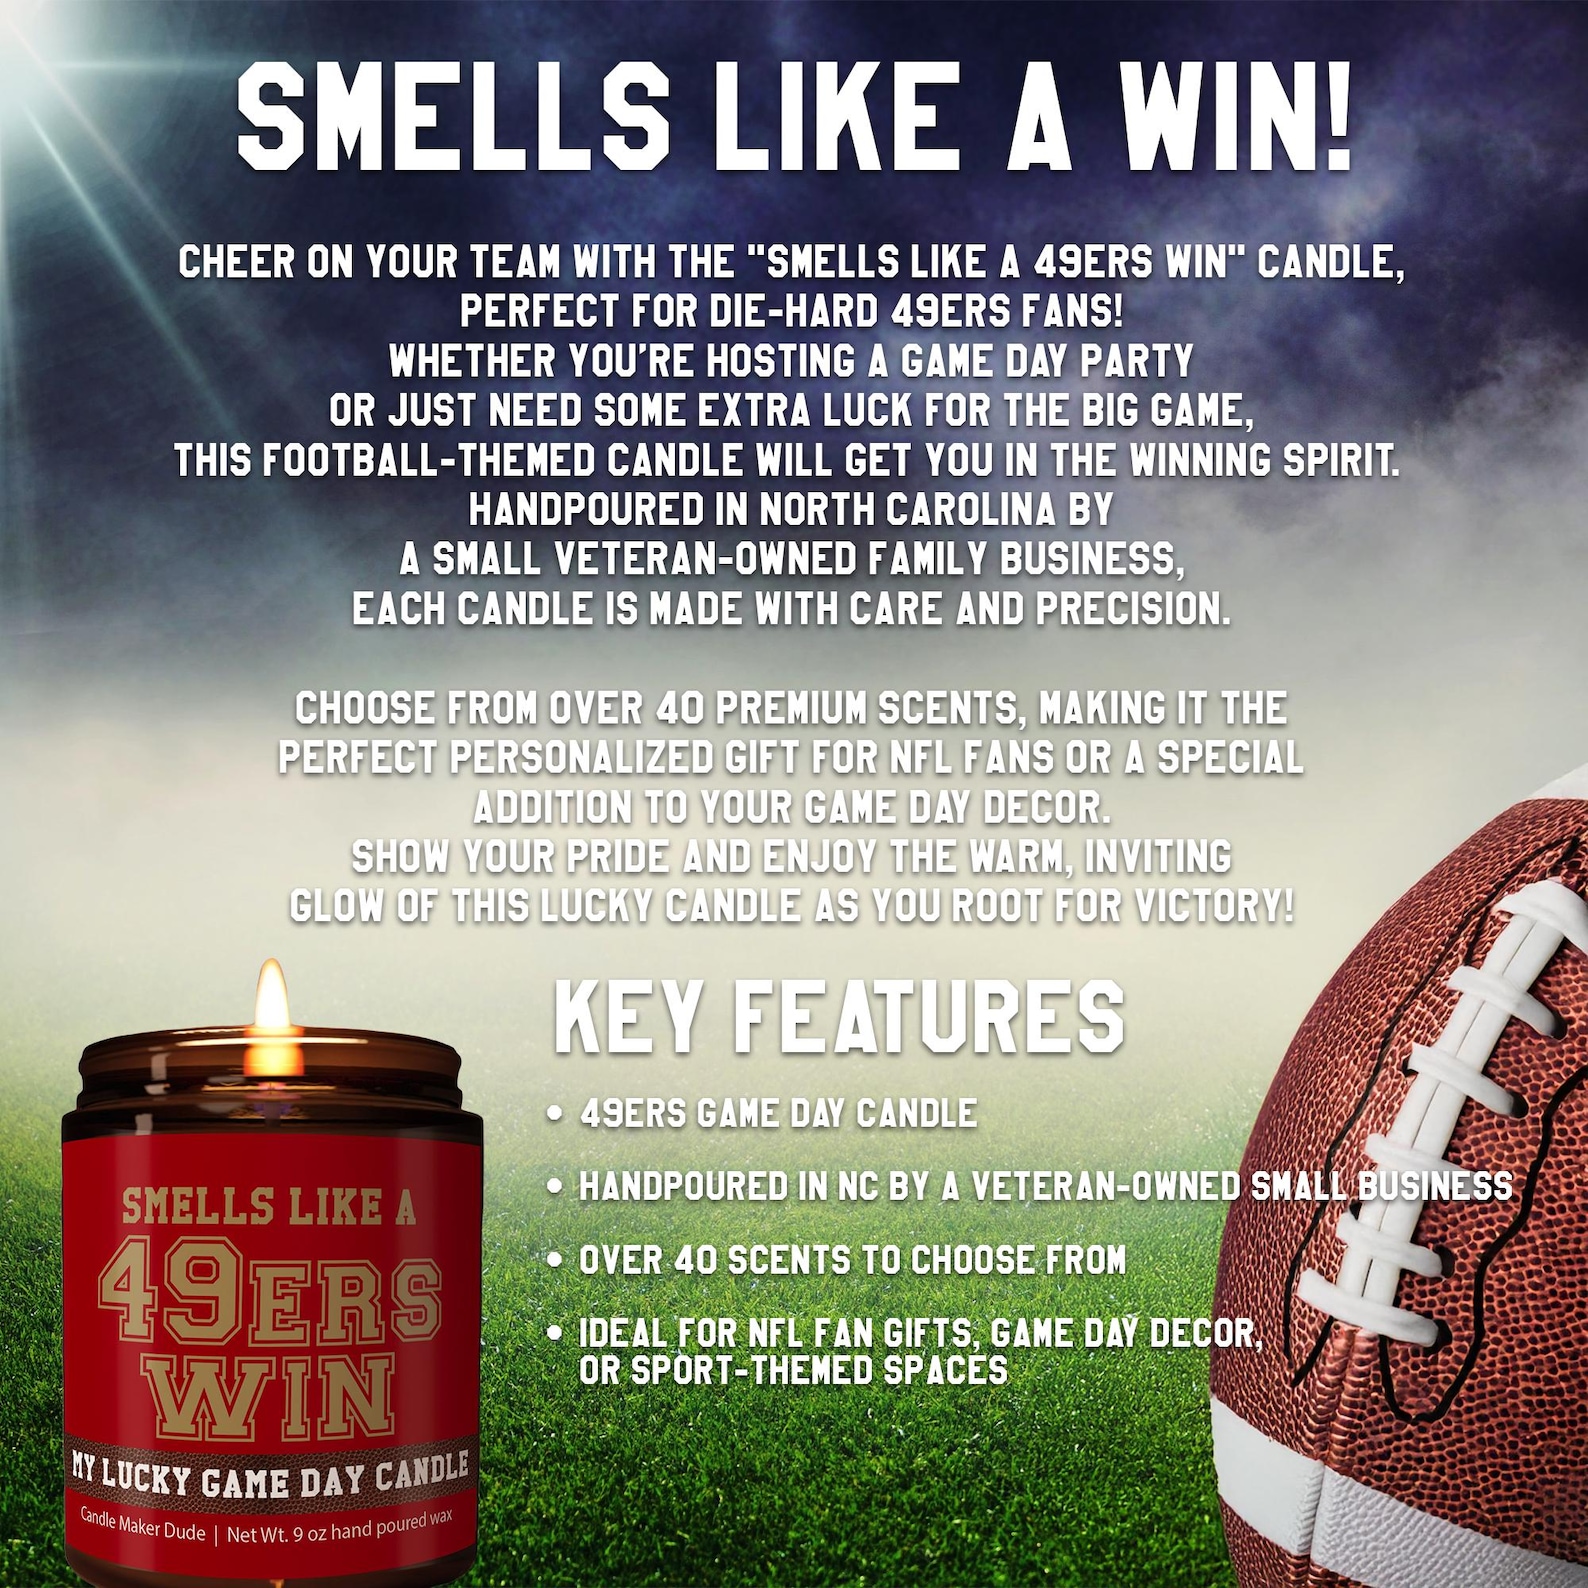 SMELLS LIKE A WIN!
CHEER ON YOUR TEAM WITH THE "SMELLS LIKE A 49ERS WIN" CANDLE,
PERFECT FOR DIE-HARD 49ERS FANS!
WHETHER YOU'RE HOSTING A GAME DAY PARTY
OR JUST NEED SOME EXTRA LUCK FOR THE BIG GAME,
THIS FOOTBALL-THEMED CANDLE WILL GET YOU IN THE WINNING SPIRIT.
HANDPOURED IN NORTH CAROLINA BY
A SMALL VETERAN-OWNED FAMILY BUSINESS,
EACH CANDLE IS MADE WITH CARE AND PRECISION.
CHOOSE FROM OVER 40 PREMIUM SCENTS, MAKING IT THE
PERFECT PERSONALIZED GIFT FOR NFL FANS OR A SPECIAL
ADDITION TO YOUR GAME DAY DECOR.
SHOW YOUR PRIDE AND ENJOY THE WARM, INVITING
GLOW OF THIS LUCKY CANDLE AS YOU ROOT FOR VICTORY!
KEY FEATURES
• 49ERS GAME DAY CANDLE
• HANDPOURED IN NC BY A VETERAN-OWNED SMALL BUSINESS
• OVER 40 SCENTS TO CHOOSE FROM
• IDEAL FOR NFL FAN GIFTS, GAME DAY DECOR,
OR SPORT-THEMED SPACES
SMELLS LIKE A
49ERS
WIN
MY LUCKY GAME DAY CANDLE
Candle Maker Dude | Net Wt. 9 oz hand poured wax